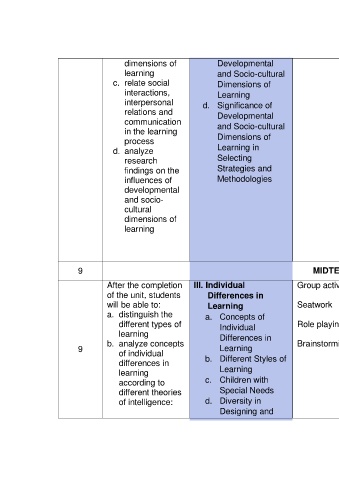 dimensions of
learning
c. relate social
interactions,
interpersonal
relations and
communication
in the learning
process
d. analyze
research
findings on the
influences of
developmental
and socio-
cultural
dimensions of
learning
Developmental
and Socio-cultural
Dimensions of
Learning
d. Significance of
Developmental
and Socio-cultural
Dimensions of
Learning in
Selecting
Strategies and
Methodologies
9
MIDTE
9
After the completion
of the unit, students
will be able to:
a. distinguish the
different types of
learning
b. analyze concepts
of individual
differences in
learning
according to
different theories
of intelligence:
III. Individual
Differences in
Learning
a. Concepts of
Individual
Differences in
Learning
b. Different Styles of
Learning
c. Children with
Special Needs
d. Diversity in
Designing and
Group activ
Seatwork
Role playin
Brainstormi